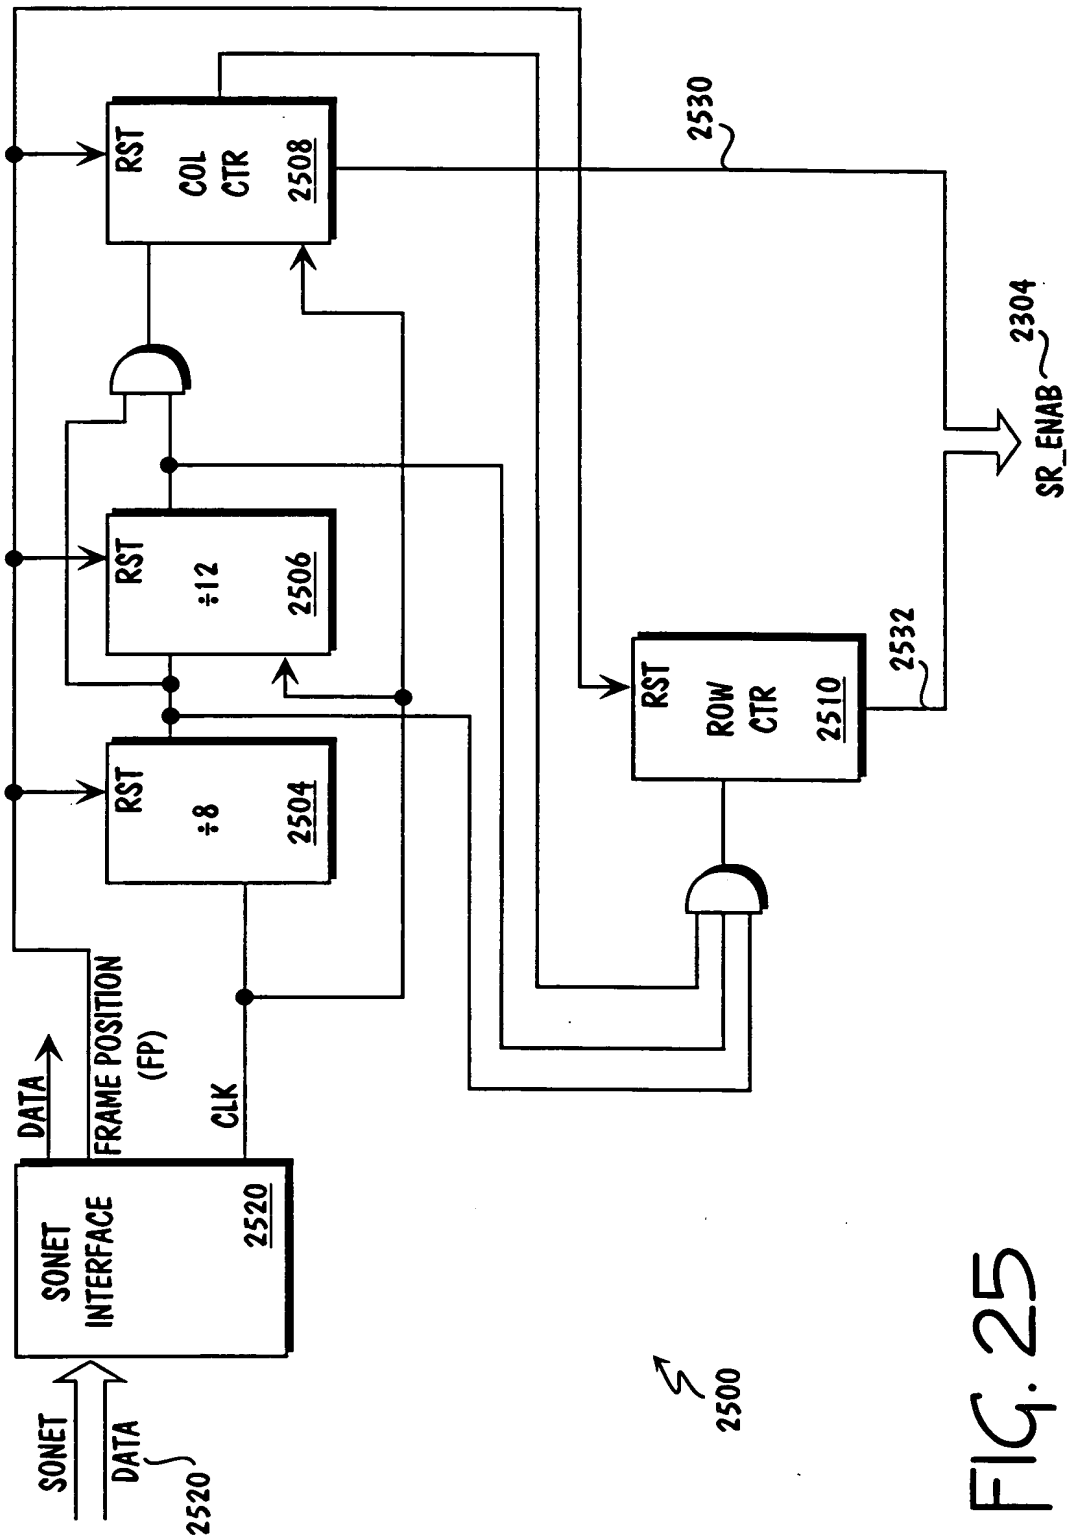 SONET
DATA
2520
SONET
INTERFACE
2520
DATA
FRAME POSITION
(FP)
CLK
RST
÷8
2504
RST
÷12
2506
RST
COL
CTR
2508
RST
ROW
CTR
2510
2530
2532
SR_ENAB
2304
2500
FIG. 25